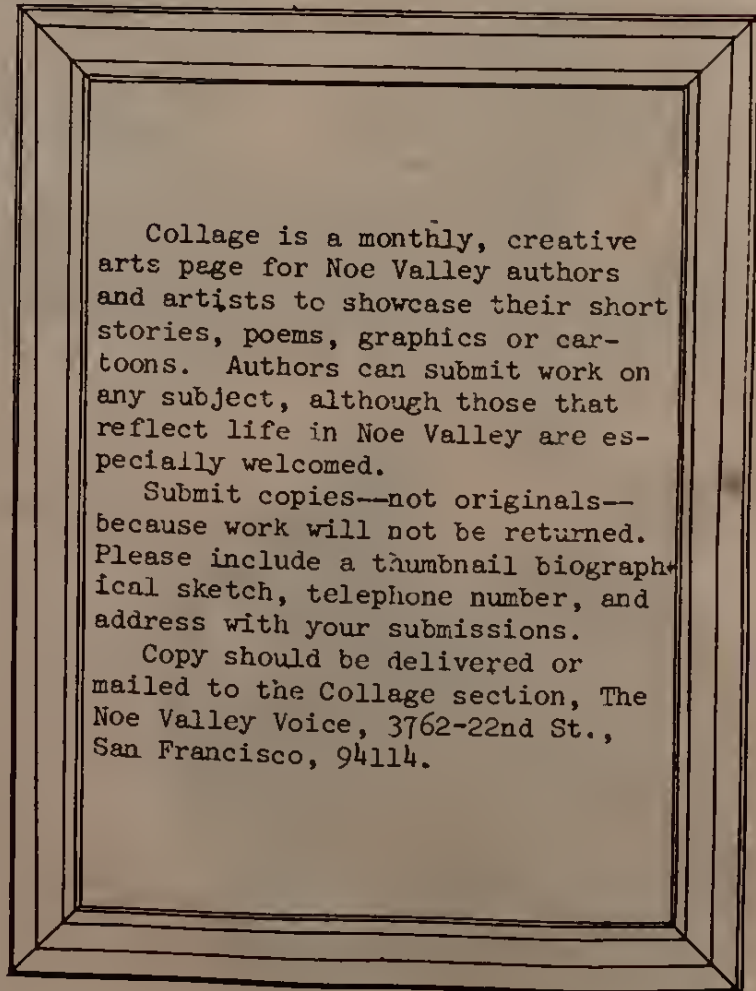 Collage is a monthly, creative
arts page for Noe Valley authors
and artists to showcase their short
stories, poems, graphics or car-
toons. Authors can submit work on
any subject, although those that
reflect life in Noe Valley are es-
pecially welcomed.
Submit copies--not originals--
because work will not be returned.
Please include a thumbnail biograph-
ical sketch, telephone number, and
address with your submissions.
Copy should be delivered or
mailed to the Collage section, The
Noe Valley Voice, 3762-22nd St.,
San Francisco, 94114.